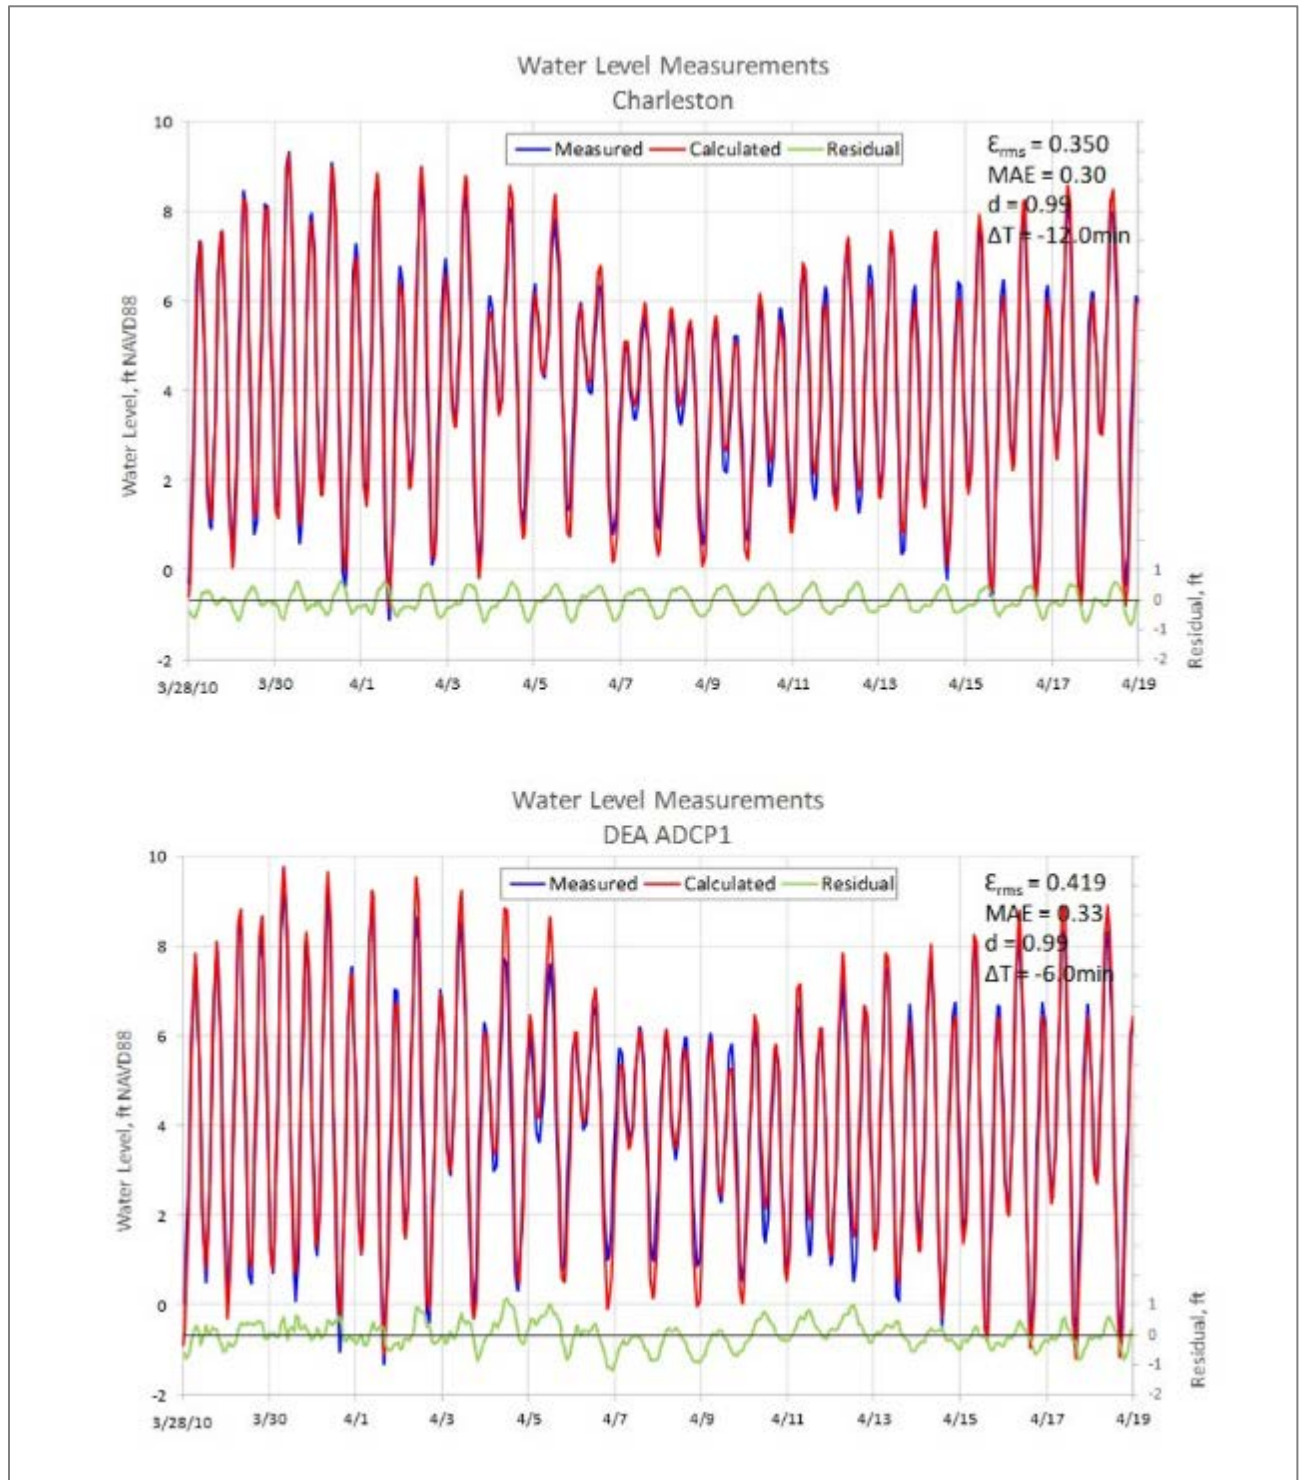 Water Level Measurements
Charleston
Measured Calculated Residual
Ɛrms = 0.350
MAE = 0.30
d = 0.99
ΔT = -12.0min
10
8
6
4
2
0
-2
Water Level, ft NAVD88
1
0
-1
-2
Residual, ft
3/28/10 3/30 4/1 4/3 4/5 4/7 4/9 4/11 4/13 4/15 4/17 4/19
Water Level Measurements
DEA ADCP1
Measured Calculated Residual
Ɛrms = 0.419
MAE = 0.33
d = 0.99
ΔT = -6.0min
10
8
6
4
2
0
-2
Water Level, ft NAVD88
1
0
-1
-2
Residual, ft
3/28/10 3/30 4/1 4/3 4/5 4/7 4/9 4/11 4/13 4/15 4/17 4/19